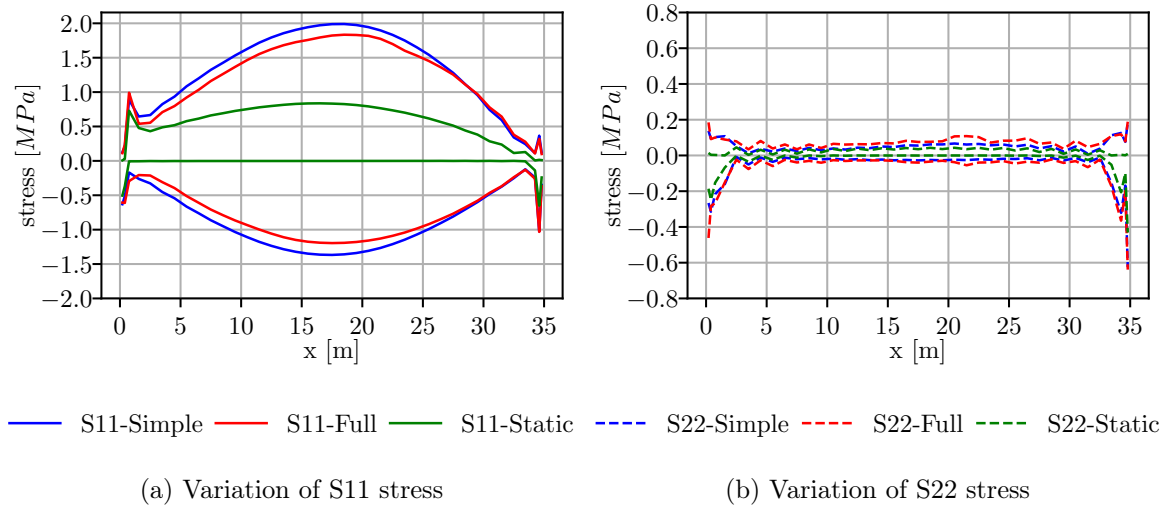 2.0
1.5
1.0
0.5
0.0
−0.5
−1.0
−1.5
−2.0
stress [MPa]
0 5 10 15 20 25 30 35
x [m]
0.8
0.6
0.4
0.2
0.0
−0.2
−0.4
−0.6
−0.8
stress [MPa]
0 5 10 15 20 25 30 35
x [m]
S11-Simple S11-Full S11-Static S22-Simple S22-Full S22-Static
(a) Variation of S11 stress
(b) Variation of S22 stress